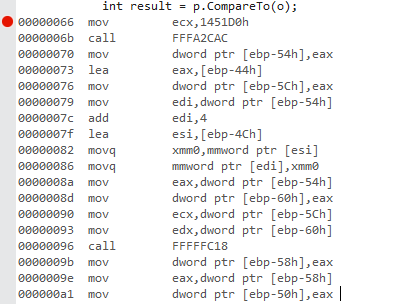 int result = p.CompareTo(o);
00000066 mov ecx,1451D0h
0000006b call FFFA2CAC
00000070 mov dword ptr [ebp-54h],eax
00000073 lea eax,[ebp-44h]
00000076 mov dword ptr [ebp-5Ch],eax
00000079 mov edi,dword ptr [ebp-54h]
0000007c add edi,4
0000007f lea esi,[ebp-4Ch]
00000082 movq xmm0,mmword ptr [esi]
00000086 movq mmword ptr [edi],xmm0
0000008a mov eax,dword ptr [ebp-54h]
0000008d mov dword ptr [ebp-60h],eax
00000090 mov ecx,dword ptr [ebp-5Ch]
00000093 mov edx,dword ptr [ebp-60h]
00000096 call FFFFFC18
0000009b mov dword ptr [ebp-58h],eax
0000009e mov eax,dword ptr [ebp-58h]
000000a1 mov dword ptr [ebp-50h],eax